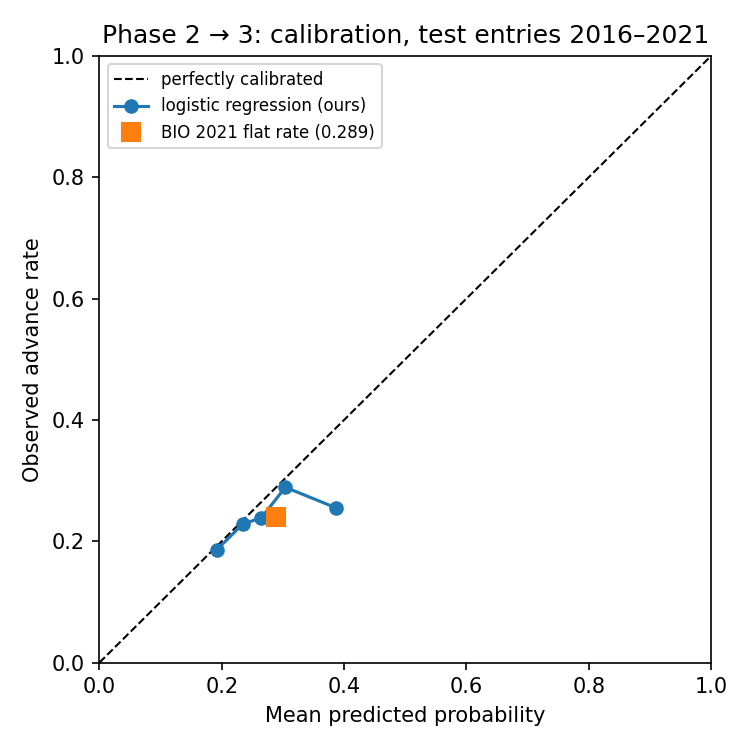 Phase 2 → 3: calibration, test entries 2016–2021
perfectly calibrated
logistic regression (ours)
BIO 2021 flat rate (0.289)
Observed advance rate
1.0
0.8
0.6
0.4
0.2
0.0
0.0 0.2 0.4 0.6 0.8 1.0
Mean predicted probability